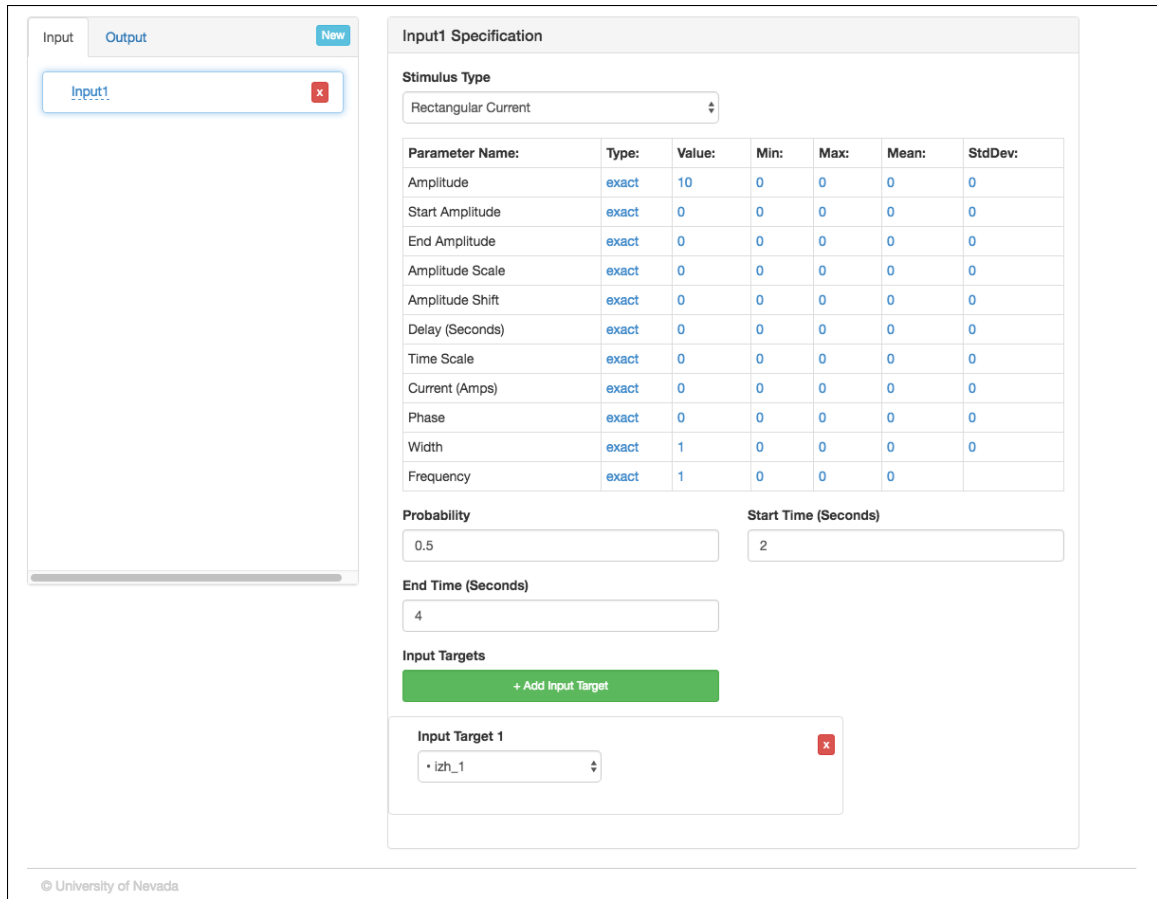 Input Output New
Input1 x
Input1 Specification
Stimulus Type
Rectangular Current
Parameter Name: Type: Value: Min: Max: Mean: StdDev:
Amplitude exact 10 0 0 0 0
Start Amplitude exact 0 0 0 0 0
End Amplitude exact 0 0 0 0 0
Amplitude Scale exact 0 0 0 0 0
Amplitude Shift exact 0 0 0 0 0
Delay (Seconds) exact 0 0 0 0 0
Time Scale exact 0 0 0 0 0
Current (Amps) exact 0 0 0 0 0
Phase exact 0 0 0 0 0
Width exact 1 0 0 0 0
Frequency exact 1 0 0 0
Probability Start Time (Seconds)
0.5 2
End Time (Seconds)
4
Input Targets
+ Add Input Target
Input Target 1 x
• izh_1
© University of Nevada